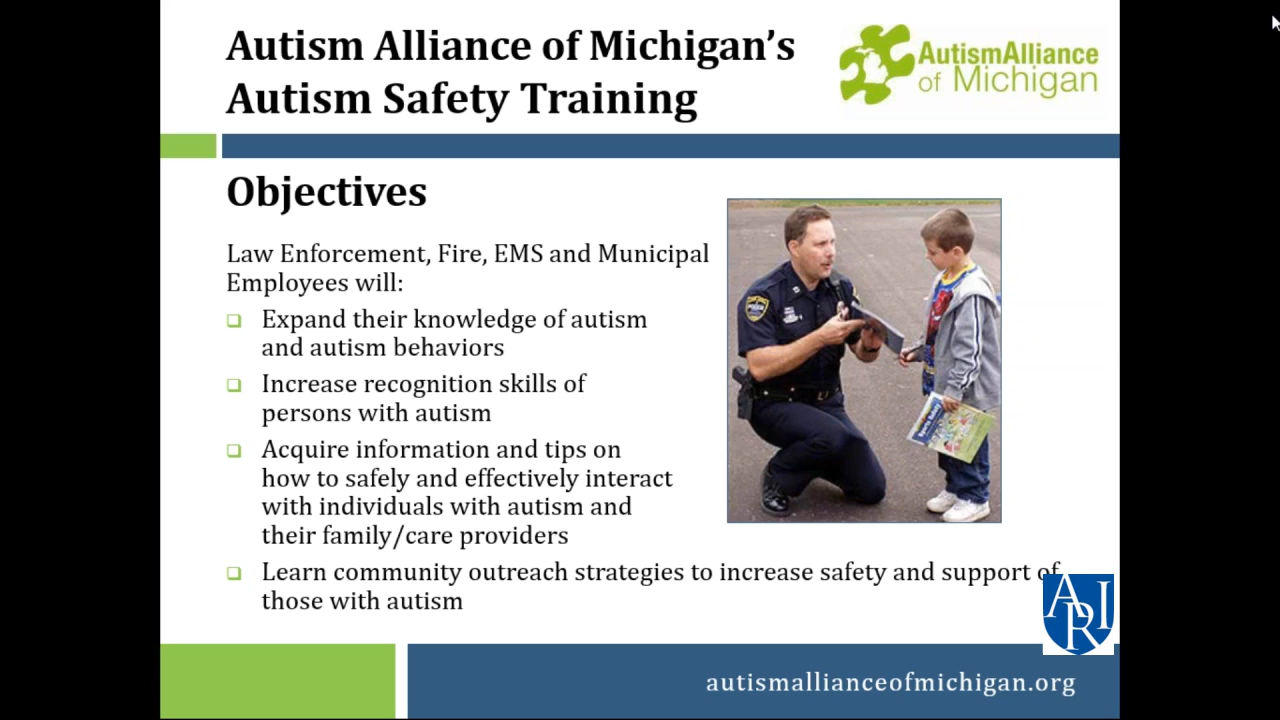 Autism Alliance of Michigan's
Autism Safety Training
AutismAlliance
of Michigan
Objectives
Law Enforcement, Fire, EMS and Municipal
Employees will:
Expand their knowledge of autism
and autism behaviors
Increase recognition skills of
persons with autism
Acquire information and tips on
how to safely and effectively interact
with individuals with autism and
their family/care providers
Learn community outreach strategies to increase safety and support of
those with autism
ARI
autismallianceofmichigan.org